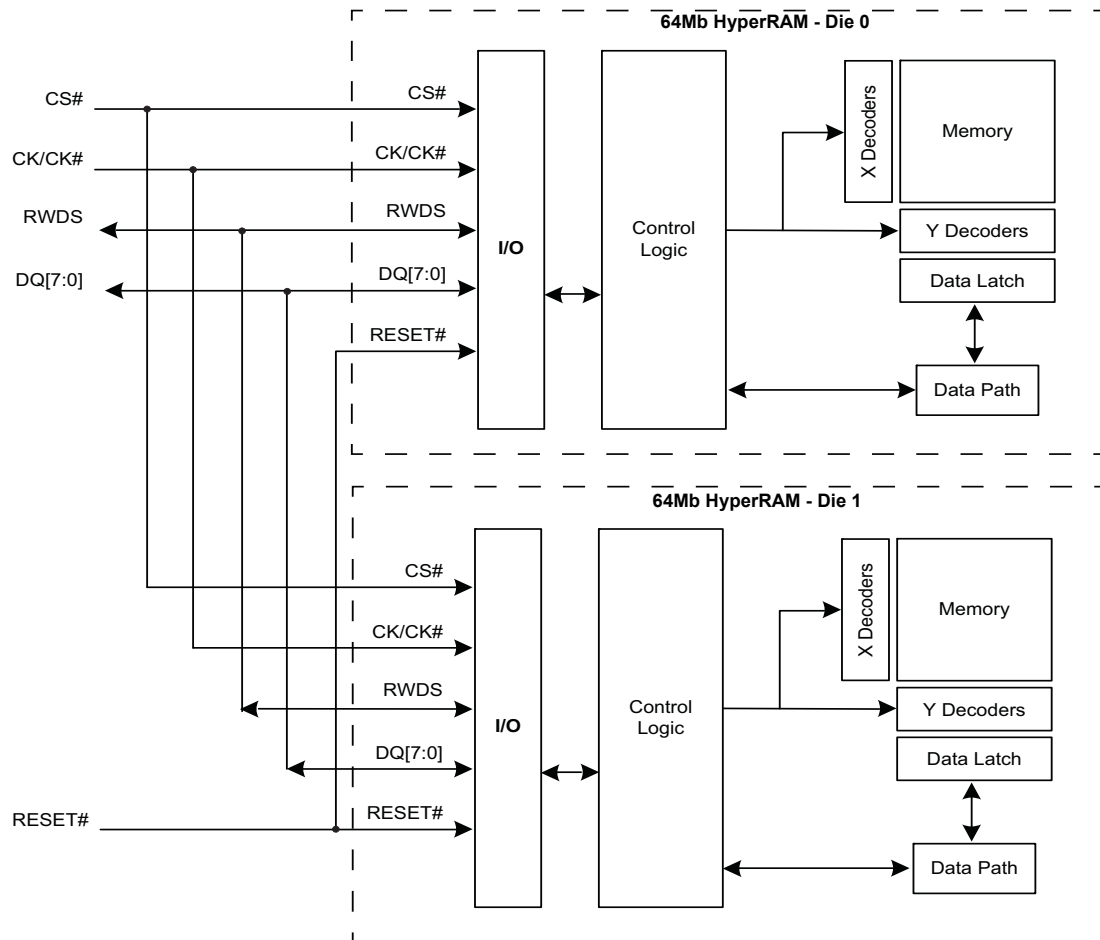 64Mb HyperRAM - Die 0
CS#
CS#
CK/CK#
CK/CK#
RWDS
RWDS
DQ[7:0]
DQ[7:0]
RESET#
I/O
Control
Logic
X Decoders
Memory
Y Decoders
Data Latch
Data Path
64Mb HyperRAM - Die 1
CS#
CK/CK#
RWDS
DQ[7:0]
RESET#
RESET#
I/O
Control
Logic
X Decoders
Memory
Y Decoders
Data Latch
Data Path